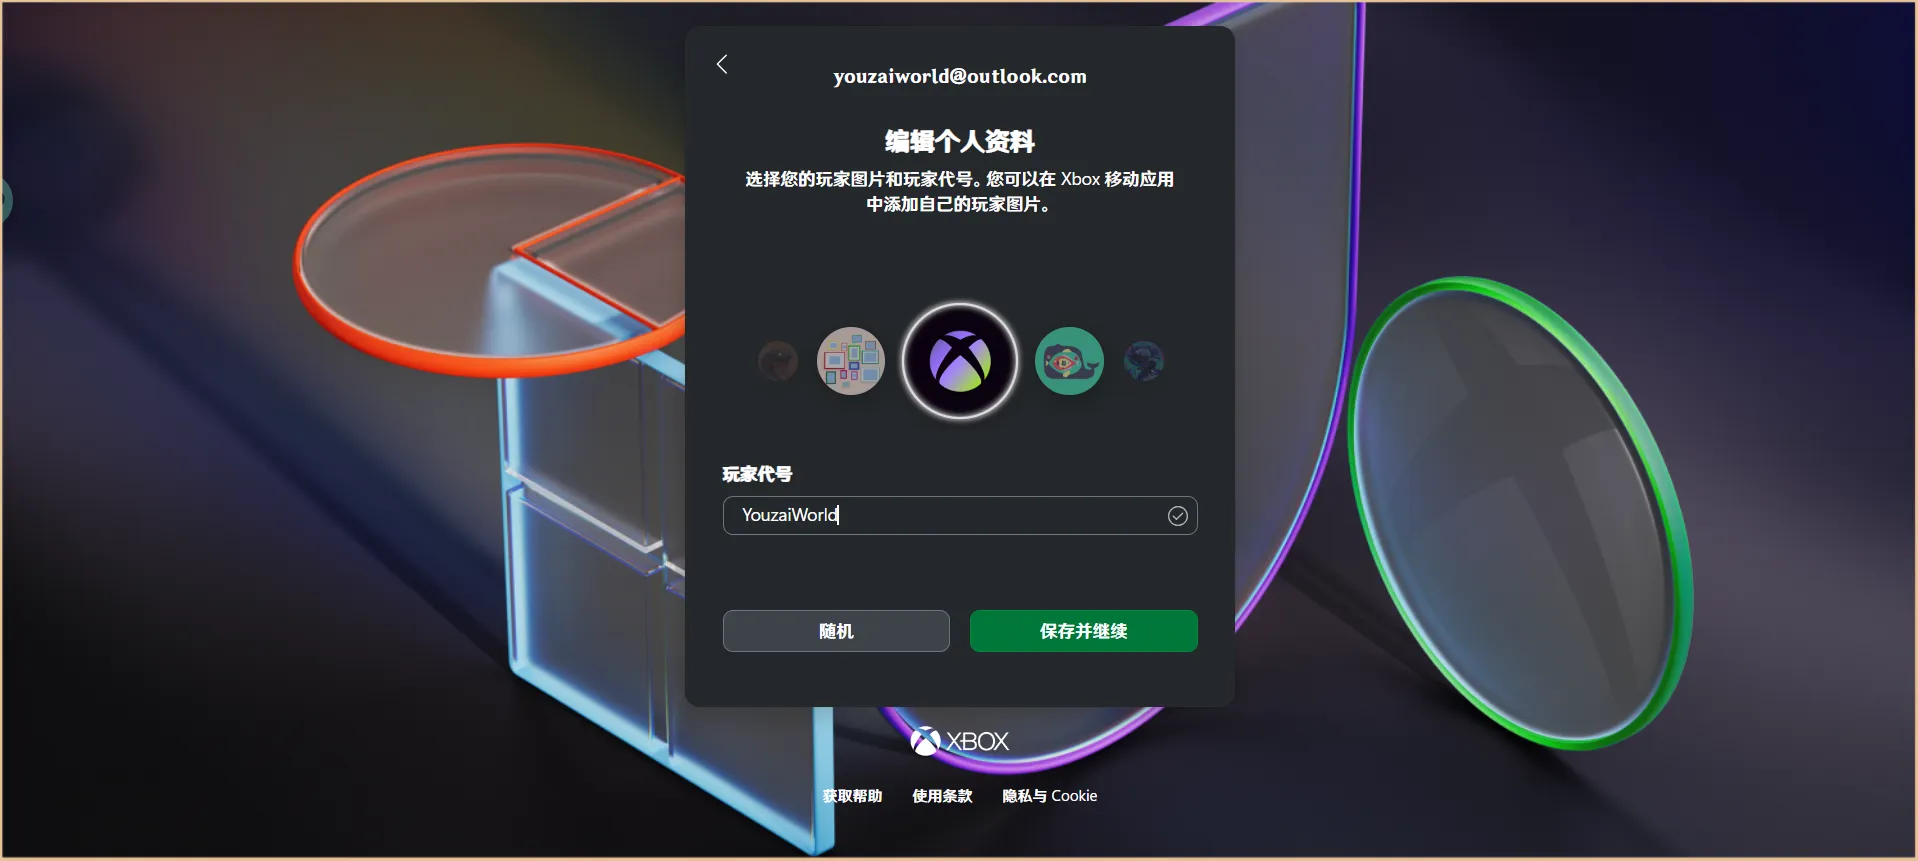 youzaiworld@outlook.com
编辑个人资料
选择您的玩家图片和玩家代号。您可以在 Xbox 移动应用
中添加自己的玩家图片。
玩家代号
YouzaiWorld
随机
保存并继续
XBOX
获取帮助
使用条款
隐私与 Cookie